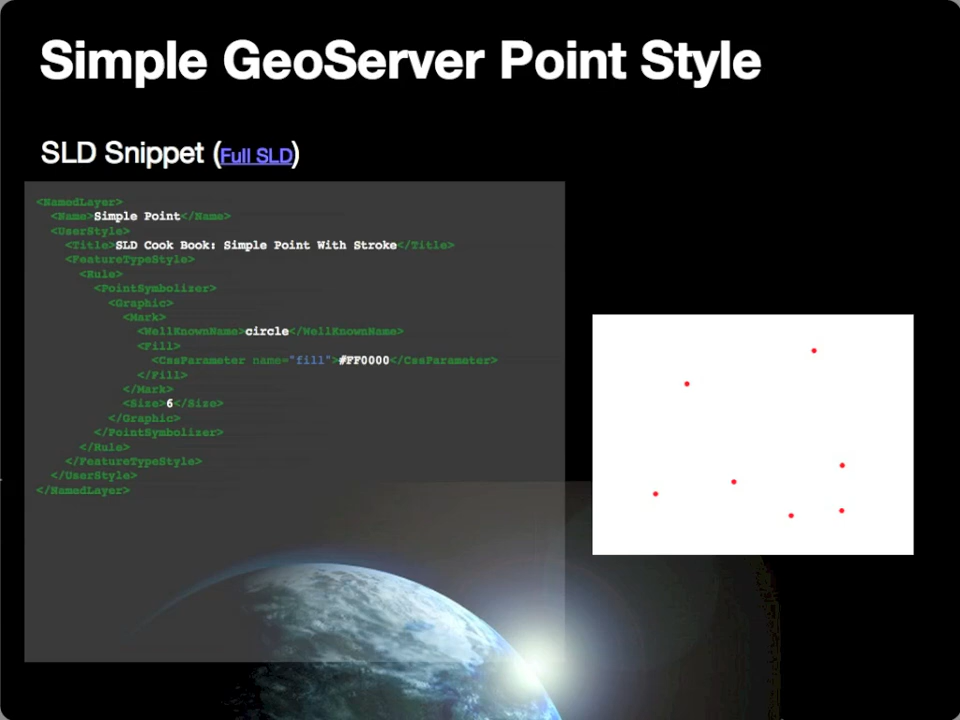 Simple GeoServer Point Style
SLD Snippet (Full SLD)
<NamedLayer>
<Name>Simple Point</Name>
<UserStyle>
<Title>SLD Cook Book: Simple Point With Stroke</Title>
<FeatureTypeStyle>
<Rule>
<PointSymbolizer>
<Graphic>
<Mark>
<WellKnownName>circle</WellKnownName>
<Fill>
<CssParameter name="fill">#FF0000</CssParameter>
</Fill>
</Mark>
<Size>6</Size>
</Graphic>
</PointSymbolizer>
</Rule>
</FeatureTypeStyle>
</UserStyle>
</NamedLayer>